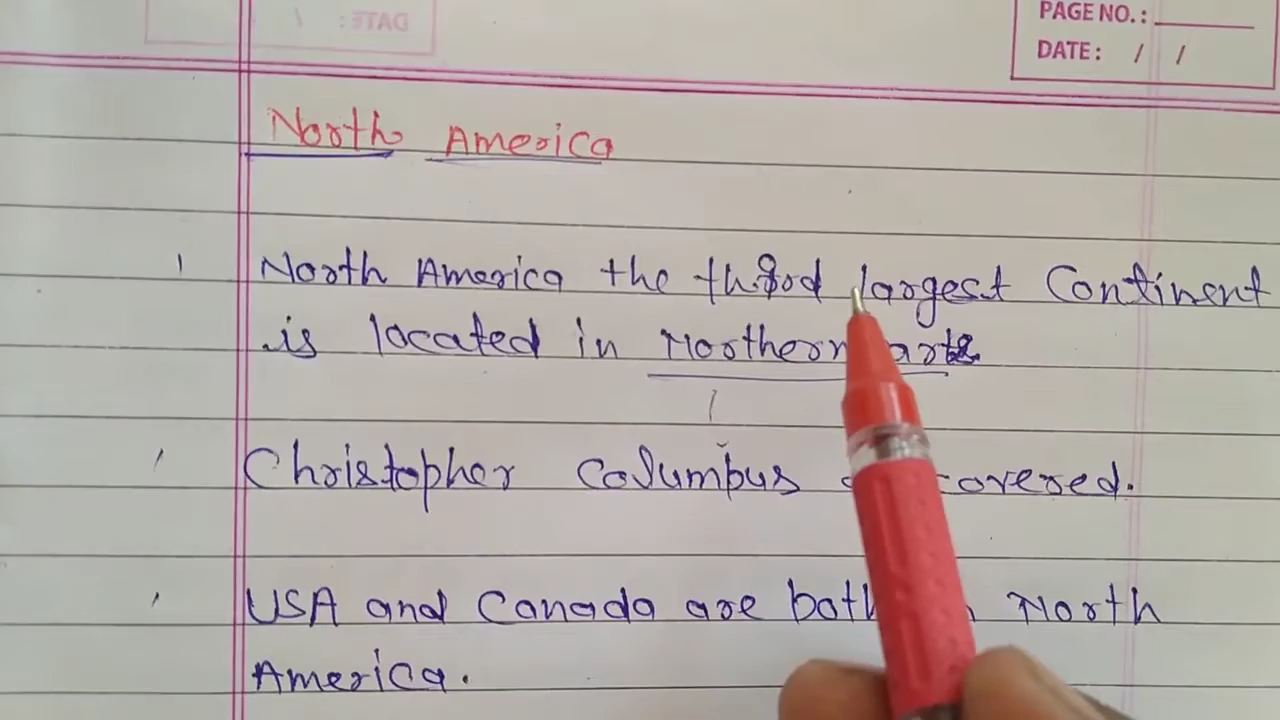 PAGE NO.:
DATE: / /
North America
North America the third largest Continent
is located in Northern
Christopher Columbus
USA and Canada are both North
America.